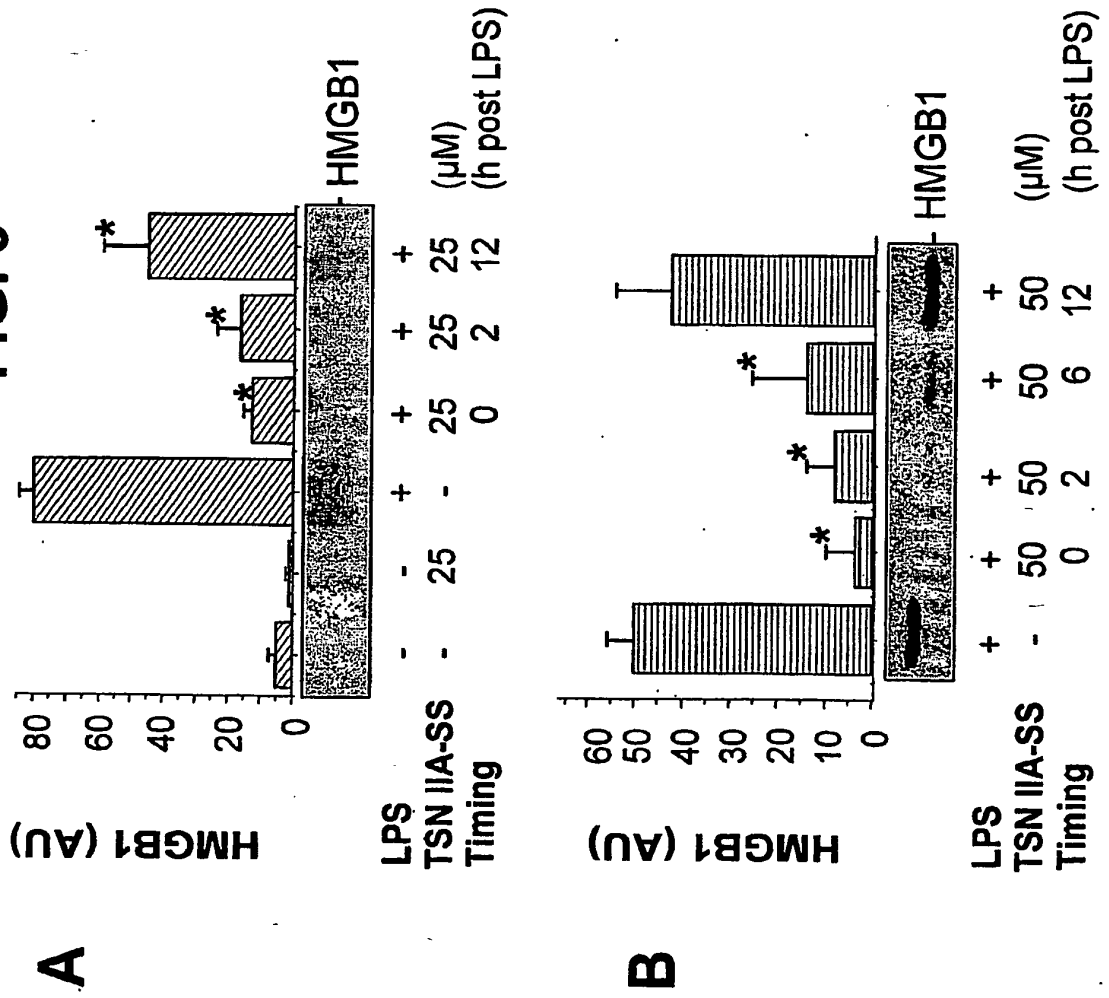 A
HMGB1 (AU)
80
60
40
20
0
HMGB1
LPS - - + + + +
TSN IIA-SS - 25 - 25 25 25 (µM)
Timing 0 2 12 (h post LPS)
* * *
B
HMGB1 (AU)
60
50
40
30
20
10
0
* * *
HMGB1
LPS + + + + +
TSN IIA-SS - 50 50 50 50 (µM)
Timing 0 2 6 12 (h post LPS)